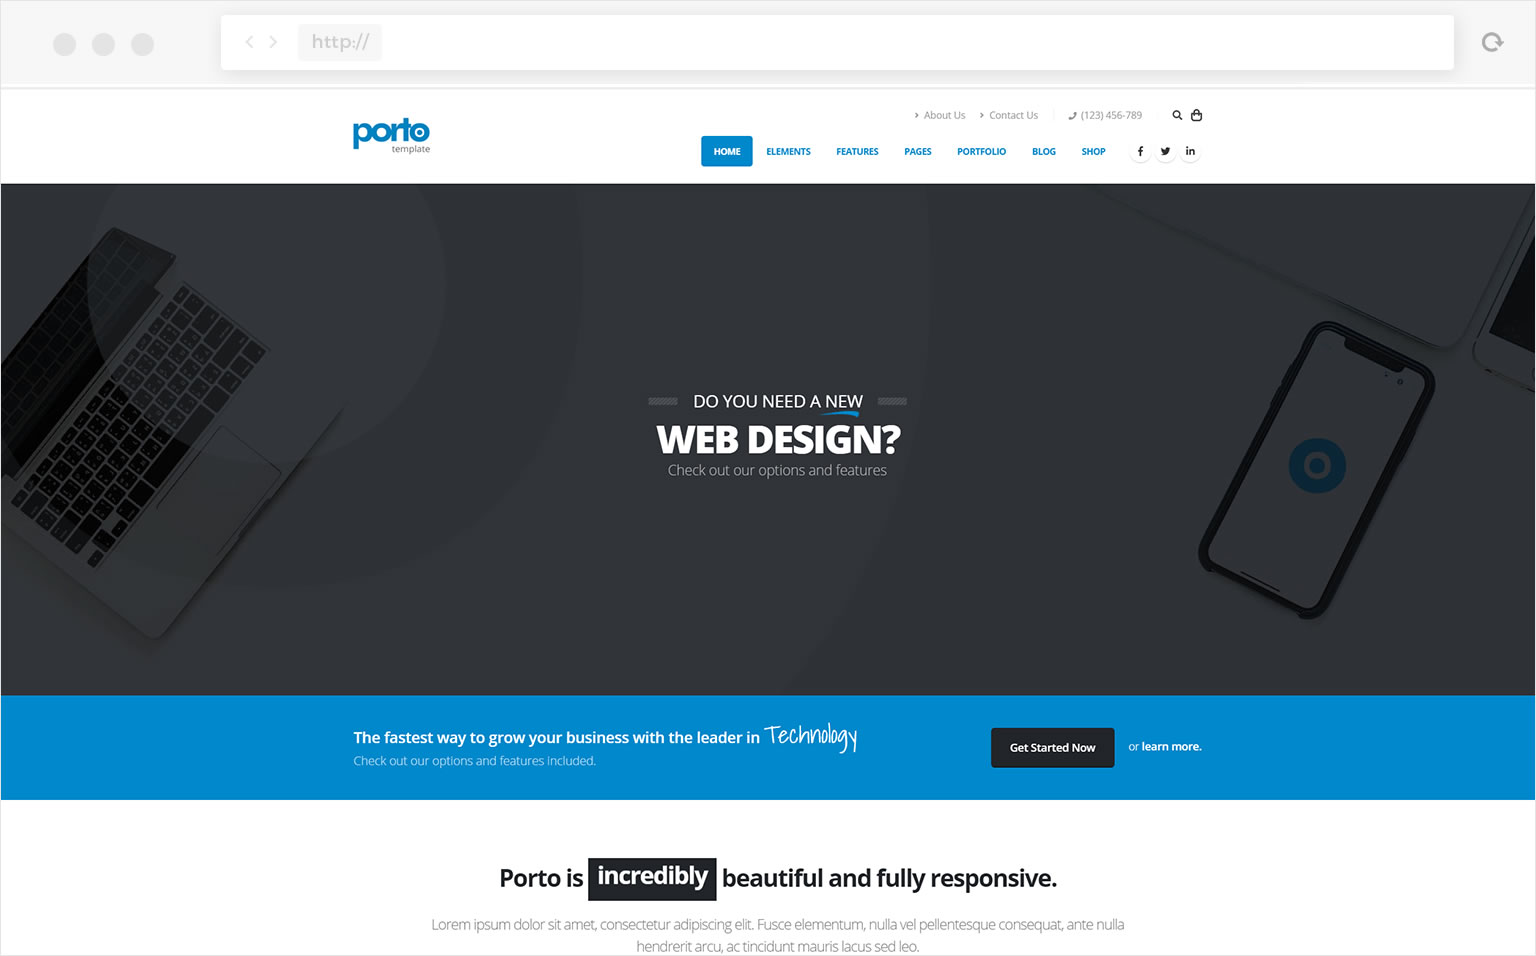 http://
porto
template
About Us
Contact Us
(123) 456-789
HOME
ELEMENTS
FEATURES
PAGES
PORTFOLIO
BLOG
SHOP
DO YOU NEED A NEW
WEB DESIGN?
Check out our options and features
The fastest way to grow your business with the leader in Technology
Check out our options and features included.
Get Started Now
or learn more.
Porto is incredibly beautiful and fully responsive.
Lorem ipsum dolor sit amet, consectetur adipiscing elit. Fusce elementum, nulla vel pellentesque consequat, ante nulla
hendrerit arcu, ac tincidunt mauris lacus sed leo.